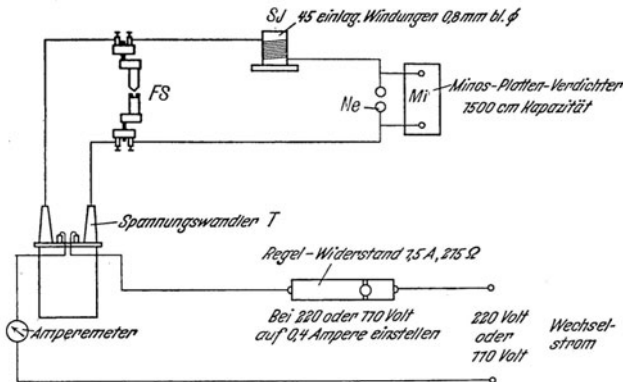 SJ
45 einlag. Windungen 0,8 mm bl. ϕ
FS
Ne
Mi
Minos-Platten-Verdichter
7500 cm Kapazität
Spannungswandler T
Regel-Widerstand 1,5 A, 215 Ω
Bei 220 oder 110 Volt
auf 0,4 Ampere einstellen
220 Volt
oder
110 Volt
Wechsel-
strom
Amperemeter